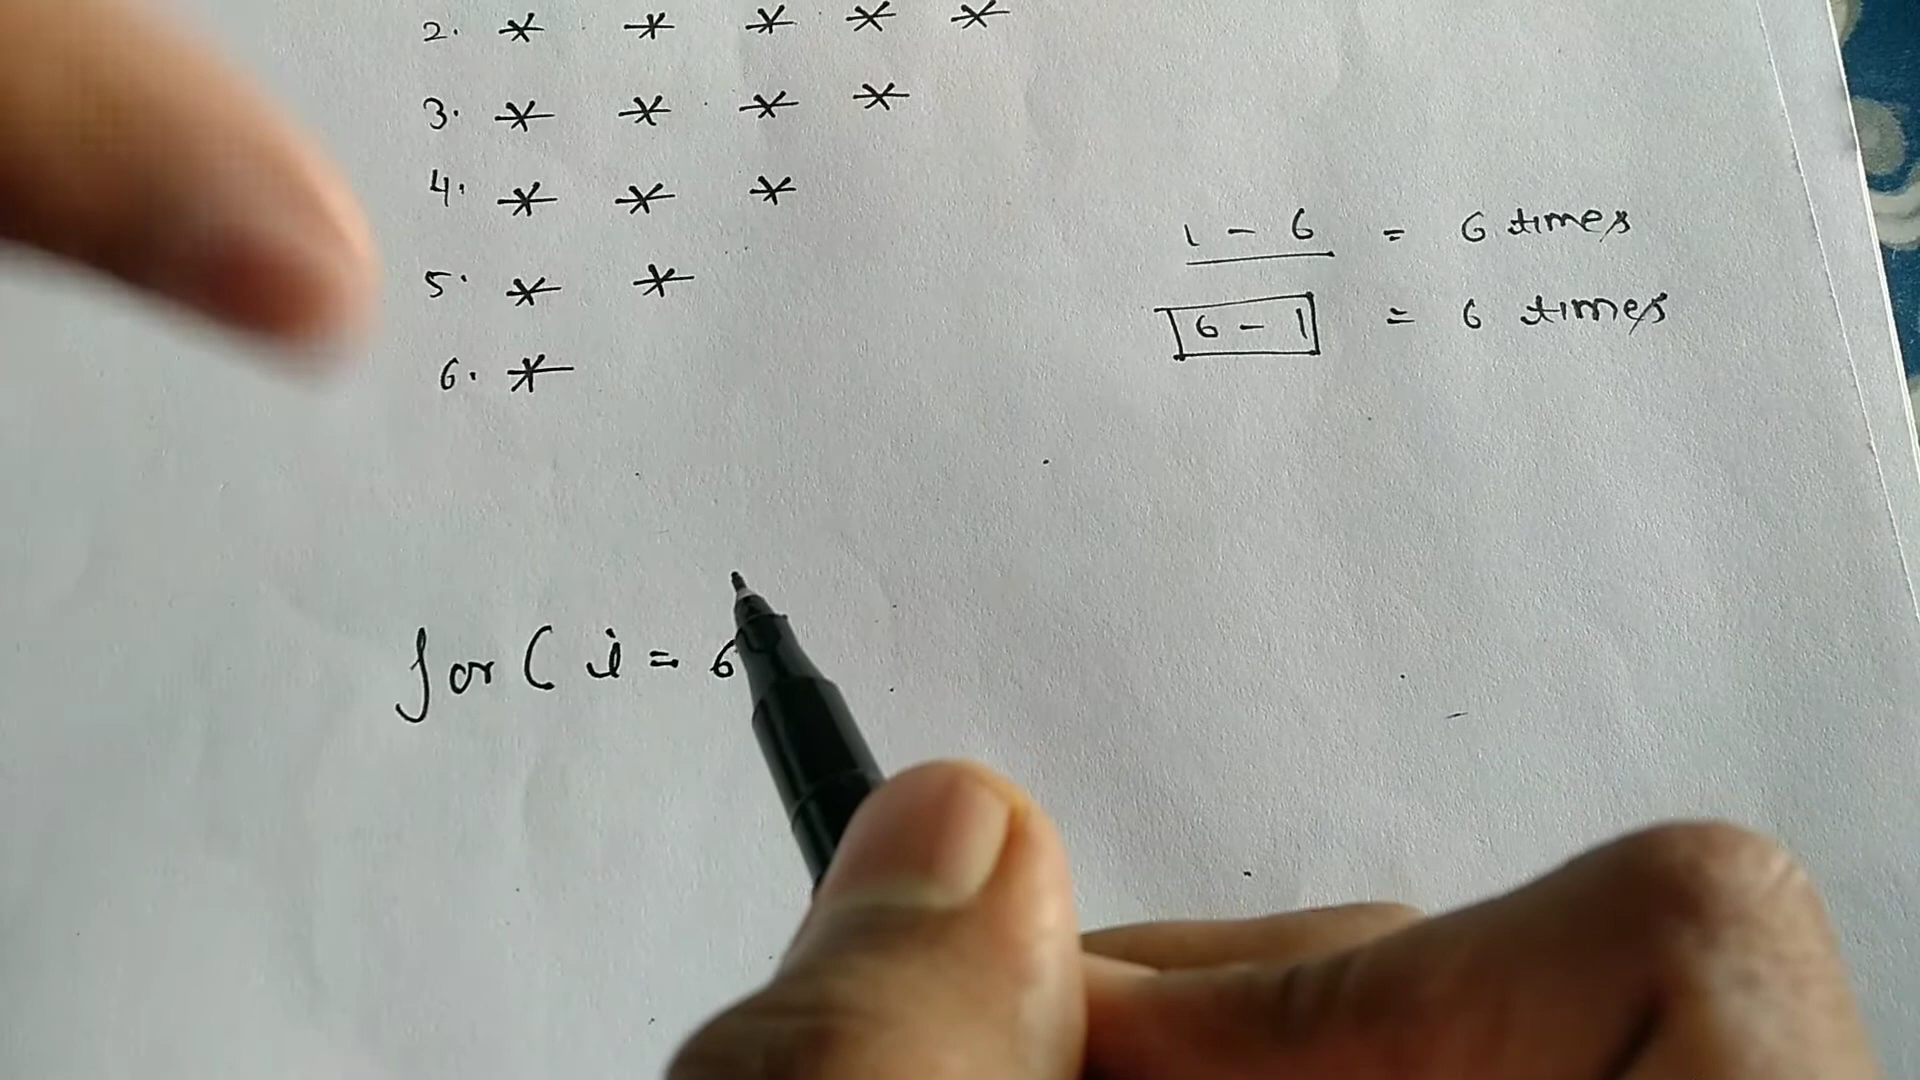 2. * * * * *
3. * * * *
4. * * *
5. * *
6. *
1 - 6 = 6 times
6 - 1 = 6 times
for ( i = 6